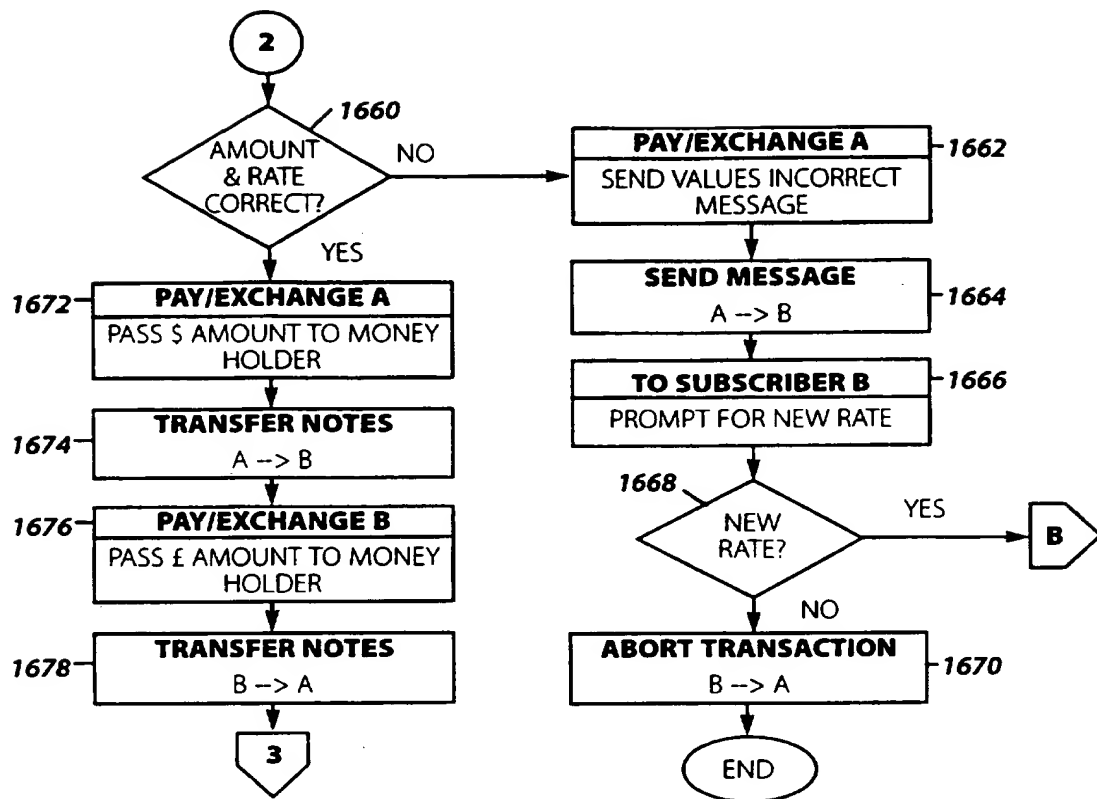 2
1660
AMOUNT
& RATE
CORRECT?
NO
YES
1672
PAY/EXCHANGE A
PASS $ AMOUNT TO MONEY
HOLDER
1674
TRANSFER NOTES
A --> B
1676
PAY/EXCHANGE B
PASS £ AMOUNT TO MONEY
HOLDER
1678
TRANSFER NOTES
B --> A
3
PAY/EXCHANGE A
1662
SEND VALUES INCORRECT
MESSAGE
SEND MESSAGE
1664
A --> B
TO SUBSCRIBER B
1666
PROMPT FOR NEW RATE
1668
NEW
RATE?
YES
B
NO
ABORT TRANSACTION
1670
B --> A
END